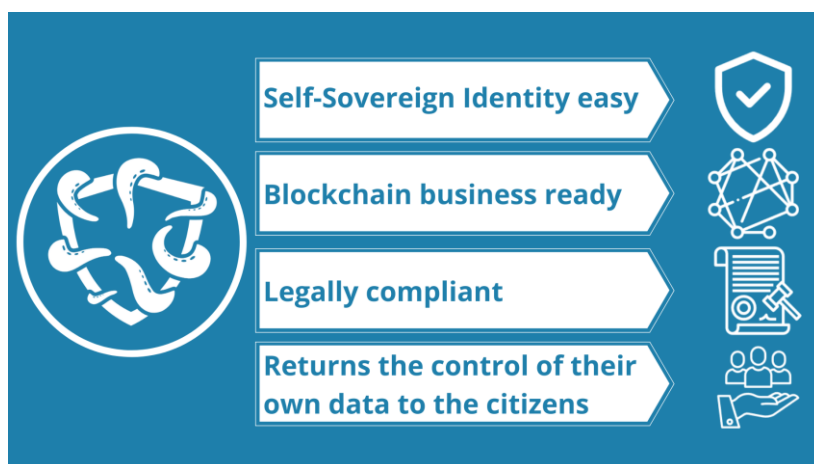 Self-Sovereign Identity easy
Blockchain business ready
Legally compliant
Returns the control of their
own data to the citizens